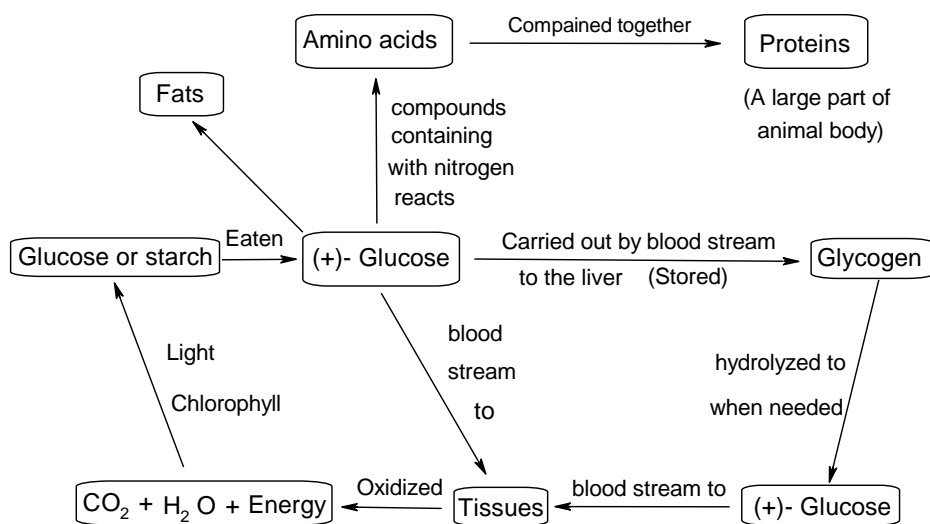 Amino acids
Compained together
Proteins
(A large part of
animal body)
Fats
compounds
containing
with nitrogen
reacts
Glucose or starch
Eaten
(+)- Glucose
Carried out by blood stream
to the liver (Stored)
Glycogen
Light
Chlorophyll
blood
stream
to
hydrolyzed to
when needed
CO2 + H2 O + Energy
Oxidized
Tissues
blood stream to
(+)- Glucose